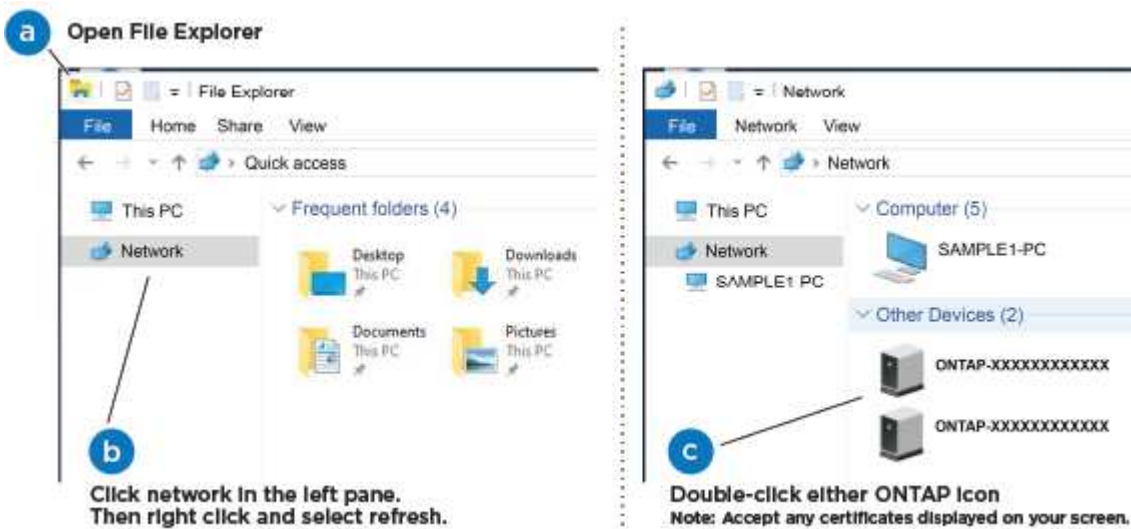 a Open File Explorer
File Explorer
File Home Share View
Quick access
This PC
Network
Frequent folders (4)
Desktop
This PC
Downloads
This PC
Documents
This PC
Pictures
This PC
b
Click network in the left pane.
Then right click and select refresh.
Network
File Network View
Network
This PC
Network
SAMPLE1 PC
Computer (5)
SAMPLE1-PC
Other Devices (2)
ONTAP-XXXXXXXXXXXX
ONTAP-XXXXXXXXXXXX
c
Double-click either ONTAP icon
Note: Accept any certificates displayed on your screen.